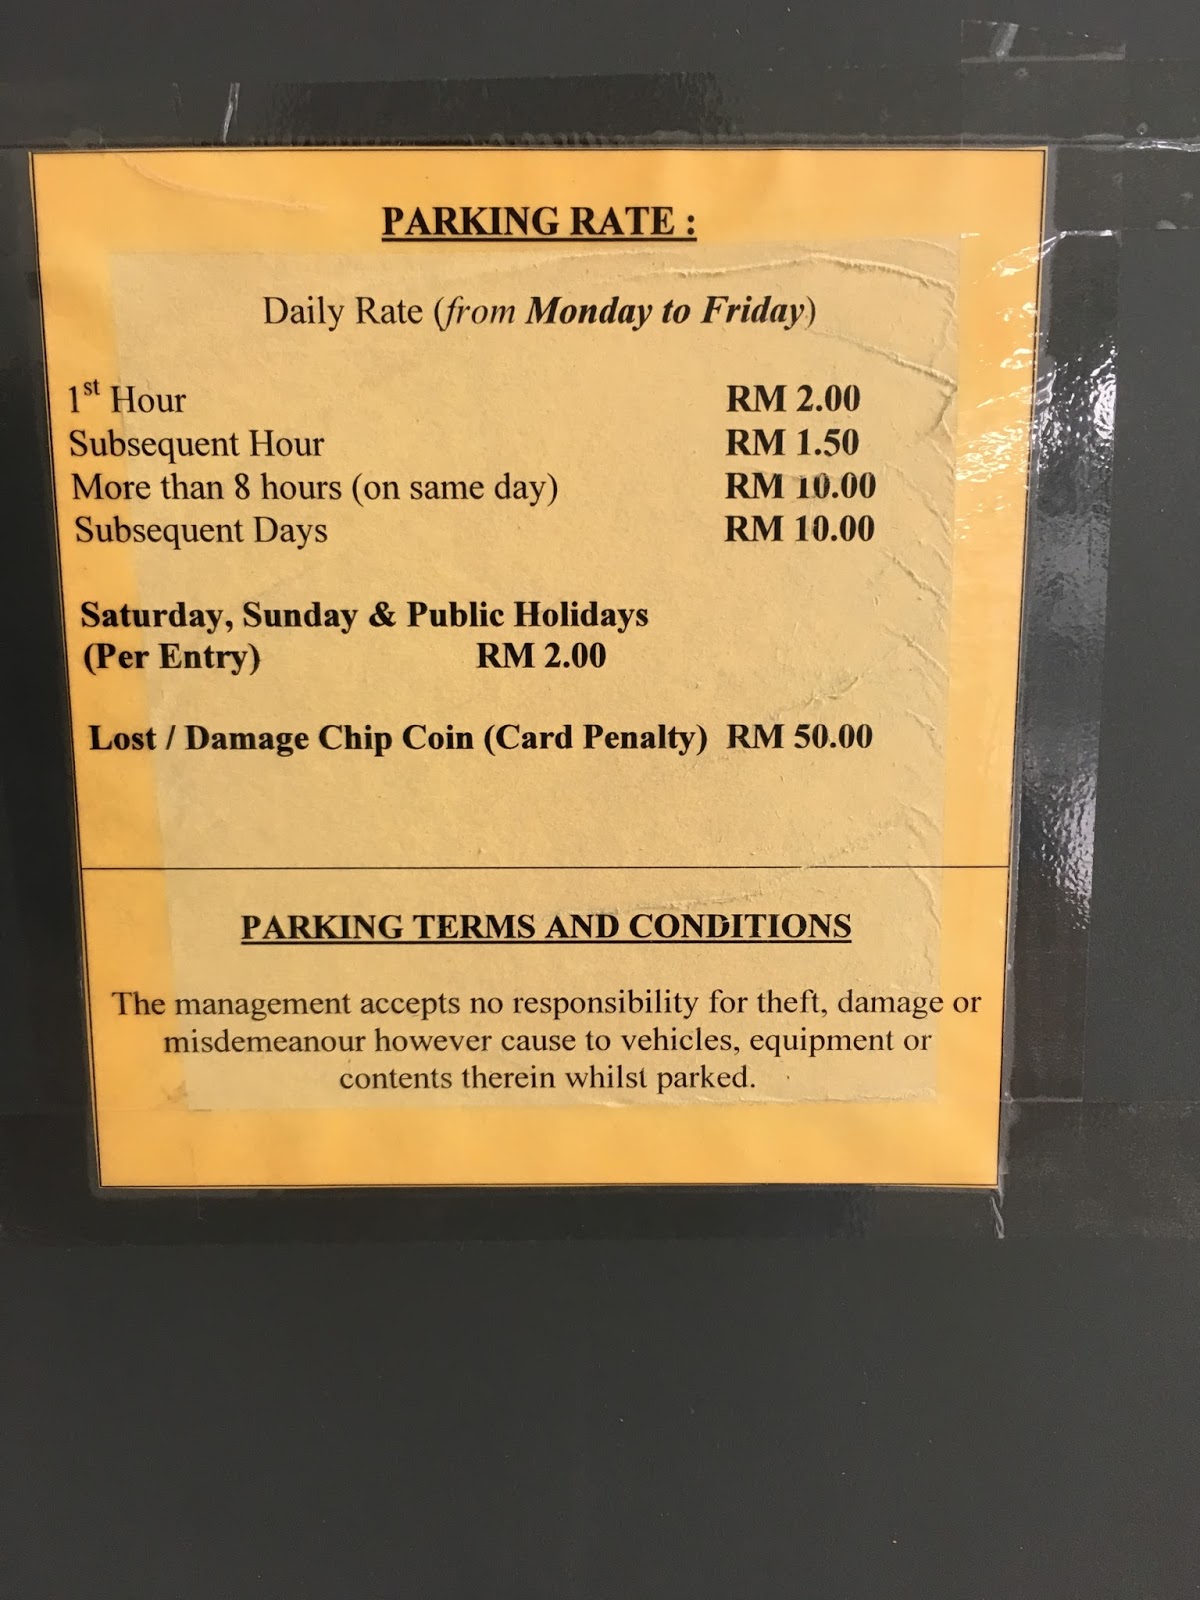 PARKING RATE :
Daily Rate (from Monday to Friday)
1st Hour RM 2.00
Subsequent Hour RM 1.50
More than 8 hours (on same day) RM 10.00
Subsequent Days RM 10.00
Saturday, Sunday & Public Holidays
(Per Entry) RM 2.00
Lost / Damage Chip Coin (Card Penalty) RM 50.00
PARKING TERMS AND CONDITIONS
The management accepts no responsibility for theft, damage or
misdemeanour however cause to vehicles, equipment or
contents therein whilst parked.